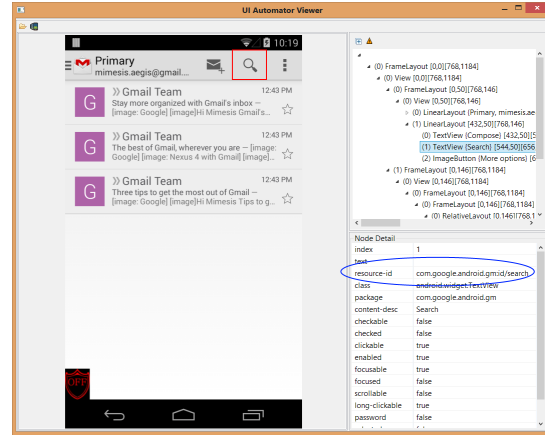 UI Automator Viewer
10:19
Primary
mimesis.aegis@gmail...
G
Gmail Team
12:43 PM
Stay more organized with Gmail's inbox –
[image: Google] [image]Hi Mimesis Gmail's...
G
Gmail Team
12:43 PM
The best of Gmail, wherever you are – [image:
Google] [image: Nexus 4 with Gmail] [image]...
G
Gmail Team
12:43 PM
Three tips to get the most out of Gmail –
[image: Google] [image]Hi Mimesis Tips to g...
OFF
(0) FrameLayout [0,0][768,1184]
(0) View [0,0][768,1184]
(0) FrameLayout [0,50][768,146]
(0) View [0,50][768,146]
(0) LinearLayout (Primary, mimesis.ae
(1) LinearLayout [432,50][768,146]
(0) TextView {Compose} [432,50][5
(1) TextView {Search} [544,50][656
(2) ImageButton {More options} [6
(1) FrameLayout [0,146][768,1184]
(0) View [0,146][768,1184]
(0) FrameLayout [0,146][768,1184]
(0) FrameLayout [0,146][768,1184]
(0) RelativeLayout [0,146][768,1
Node Detail
index 1
text
resource-id com.google.android.gm:id/search
class android.widget.TextView
package com.google.android.gm
content-desc Search
checkable false
checked false
clickable true
enabled true
focusable true
focused false
scrollable false
long-clickable true
password false